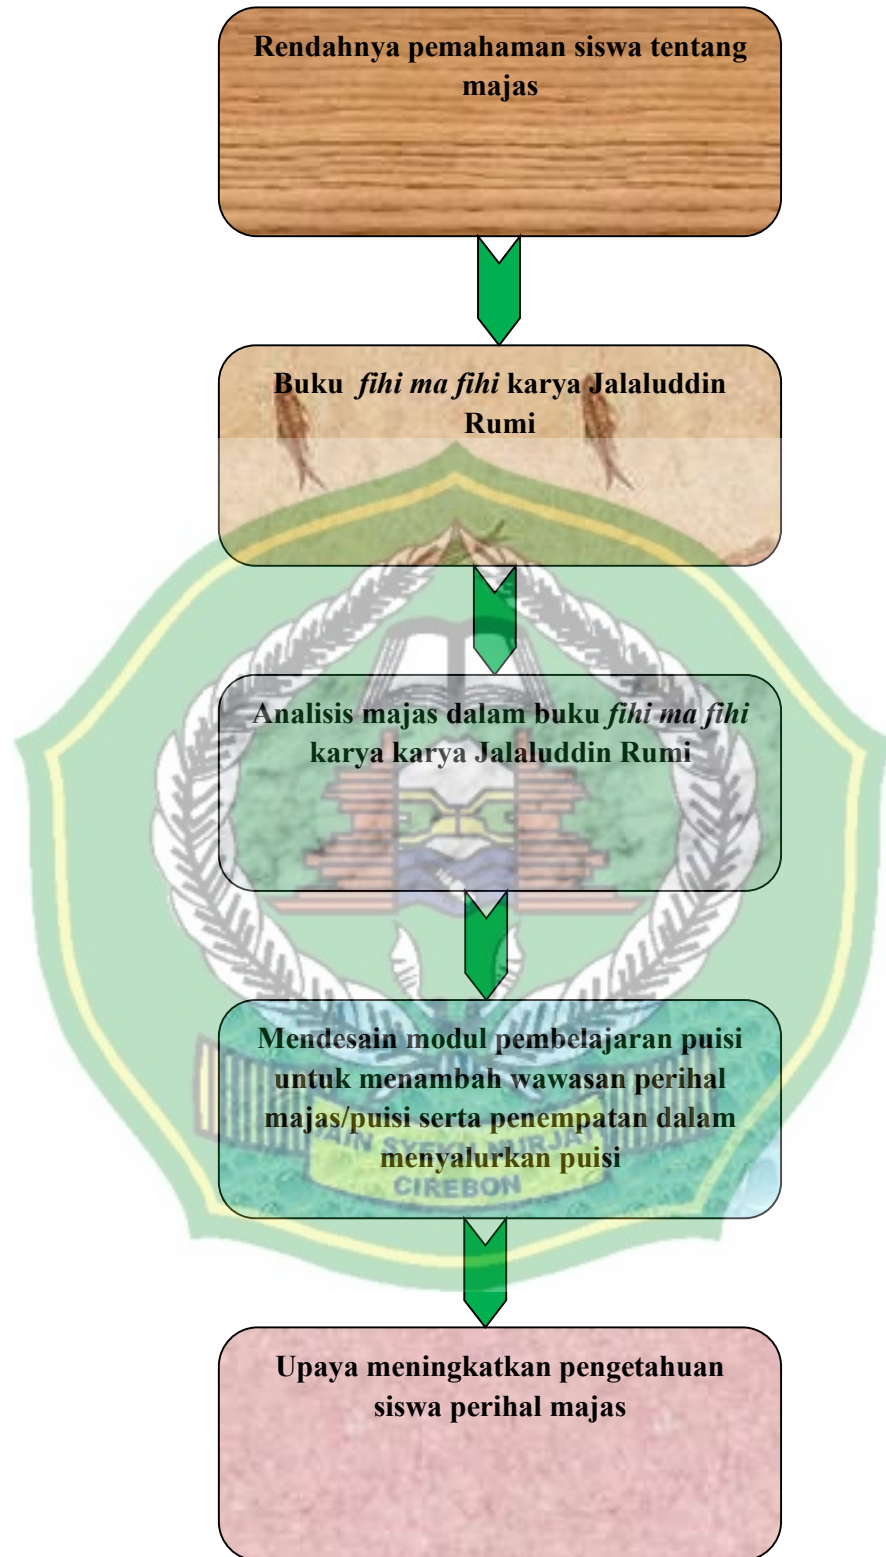 Rendahnya pemahaman siswa tentang
majas
Buku fihi ma fihi karya Jalaluddin
Rumi
Analisis majas dalam buku fihi ma fihi
karya karya Jalaluddin Rumi
Mendesain modul pembelajaran puisi
untuk menambah wawasan perihal
majas/puisi serta penempatan dalam
menyalurkan puisi
CIREBON
Upaya meningkatkan pengetahuan
siswa perihal majas